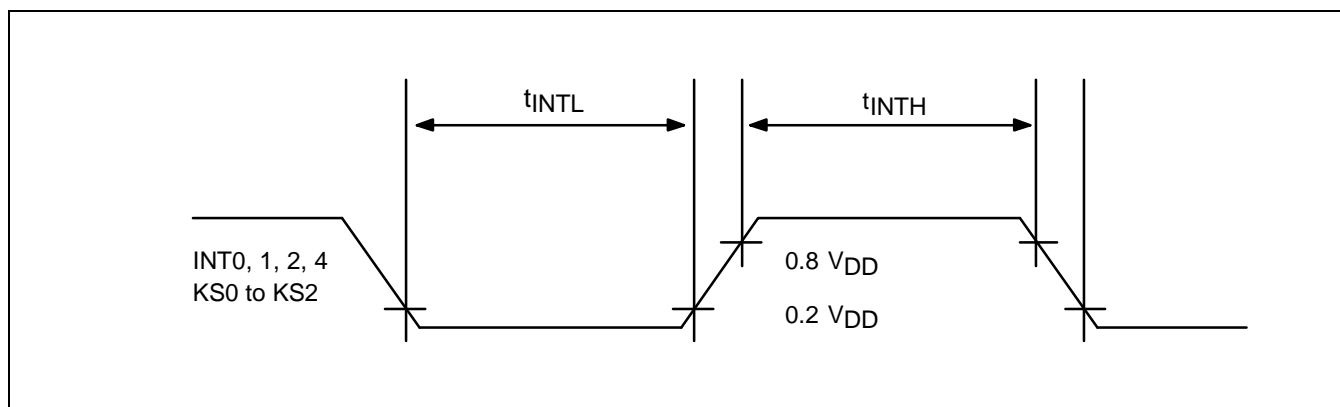 tINTL
tINTH
INT0, 1, 2, 4
KS0 to KS2
0.8 VDD
0.2 VDD